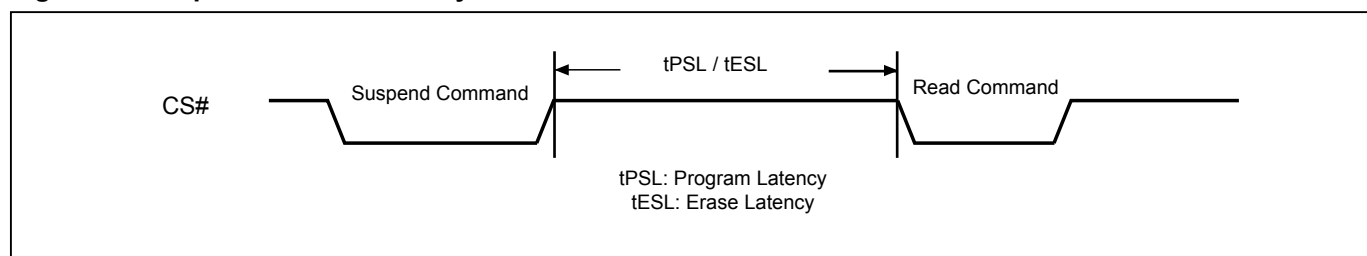 tPSL / tESL
Suspend Command
Read Command
CS#
tPSL: Program Latency
tESL: Erase Latency